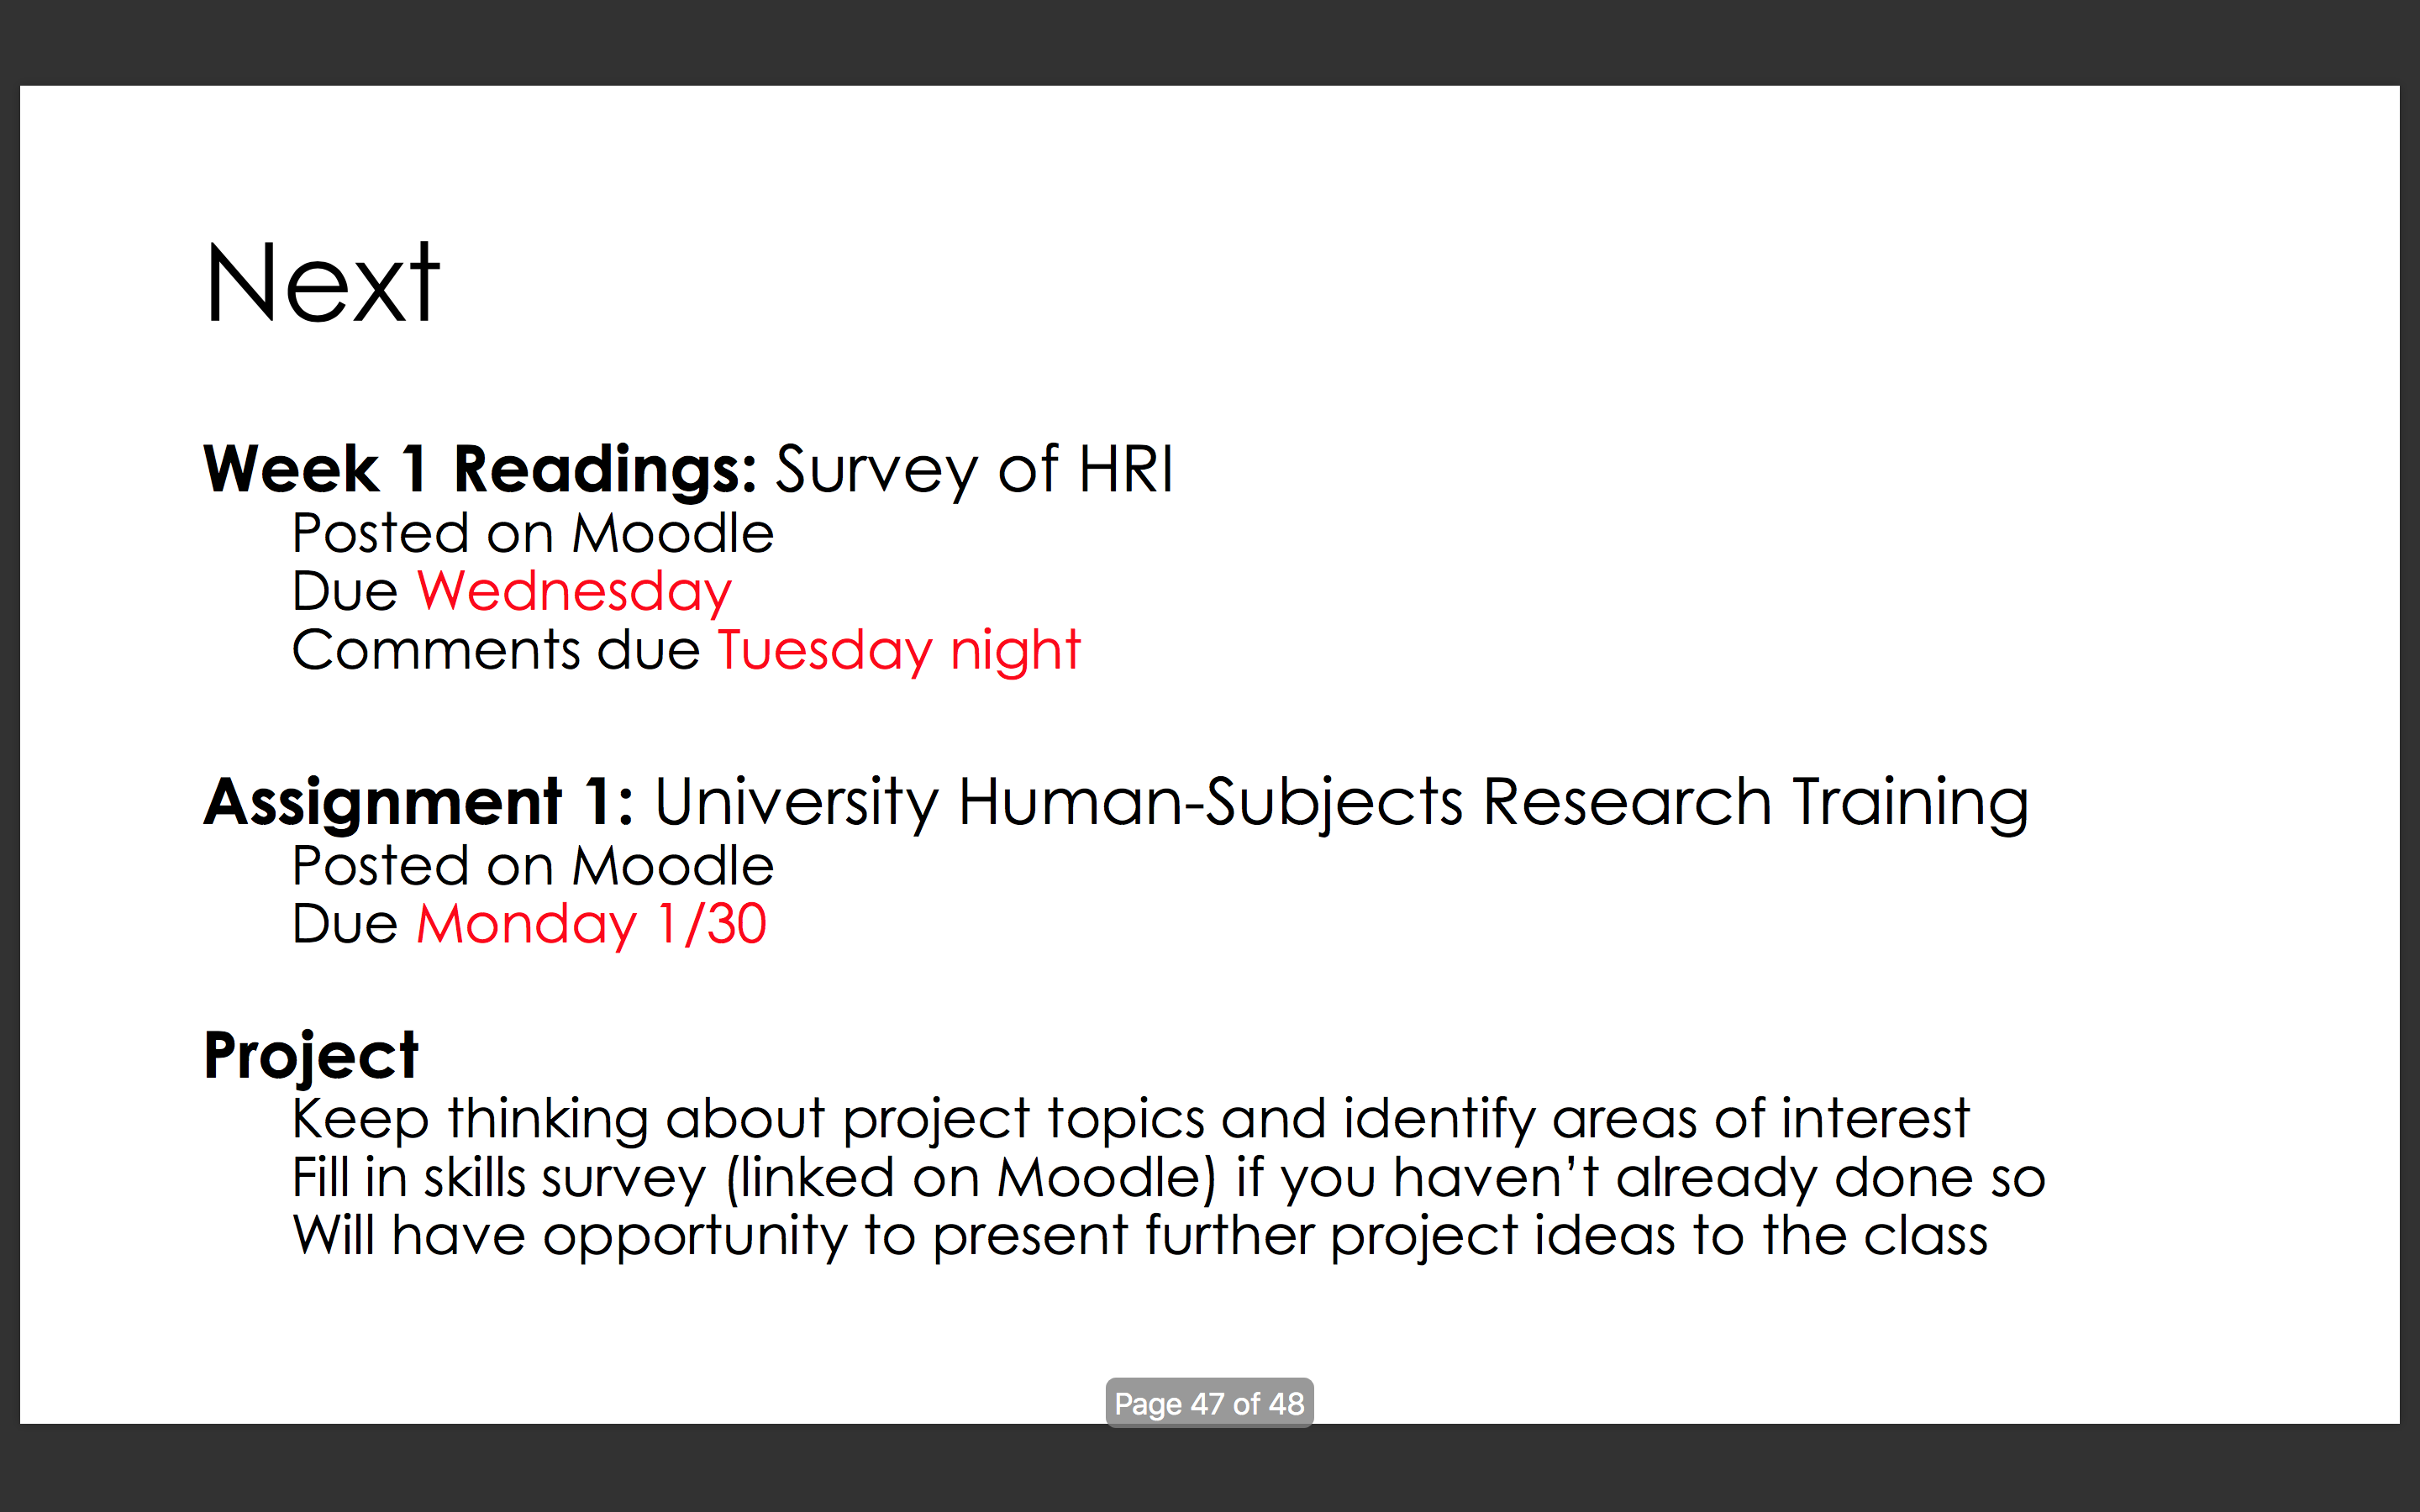 Next
Week 1 Readings: Survey of HRI
Posted on Moodle
Due Wednesday
Comments due Tuesday night
Assignment 1: University Human-Subjects Research Training
Posted on Moodle
Due Monday 1/30
Project
Keep thinking about project topics and identify areas of interest
Fill in skills survey (linked on Moodle) if you haven’t already done so
Will have opportunity to present further project ideas to the class
Page 47 of 48